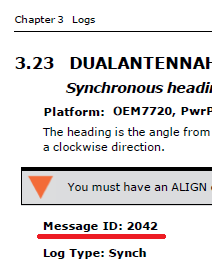 Chapter 3 Logs
3.23 DUALANTENNAH
Synchronous headi
Platform: OEM7720, PwrP
The heading is the angle from
a clockwise direction.
You must have an ALIGN
Message ID: 2042
Log Type: Synch